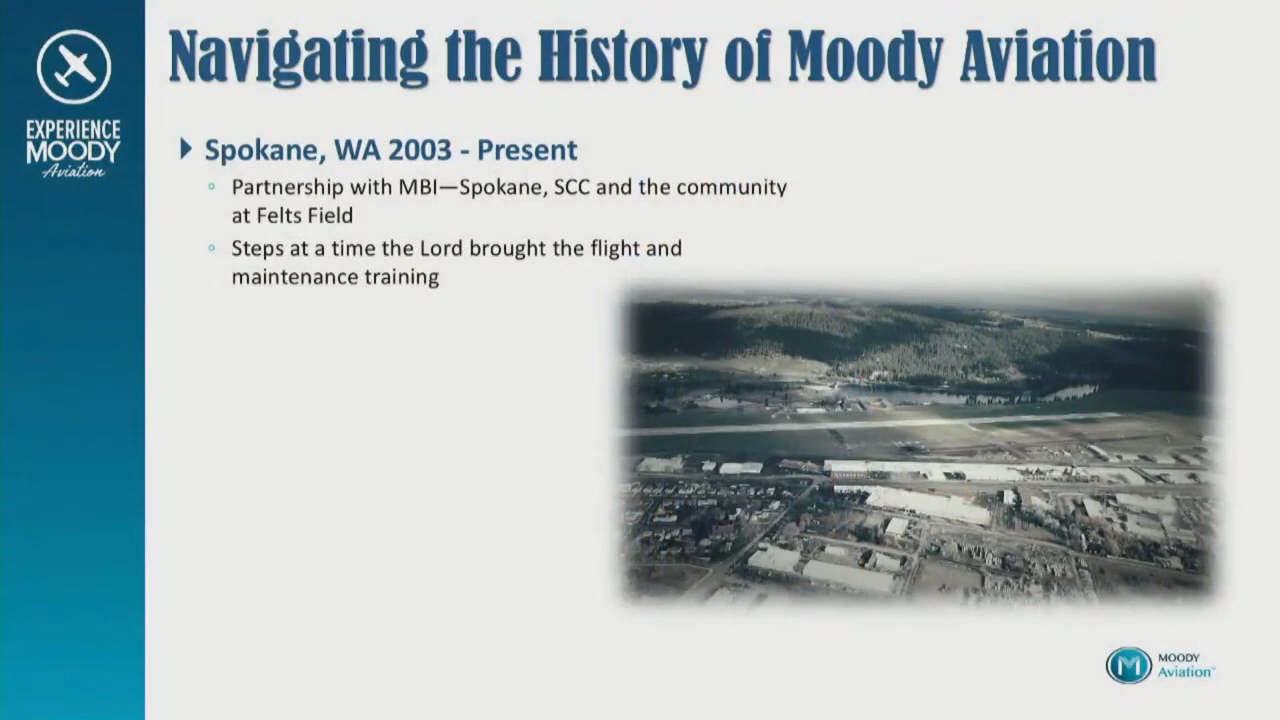 Navigating the History of Moody Aviation
EXPERIENCE
MOODY
Aviation
Spokane, WA 2003 - Present
Partnership with MBI—Spokane, SCC and the community
at Felts Field
Steps at a time the Lord brought the flight and
maintenance training
M
MOODY
Aviation™